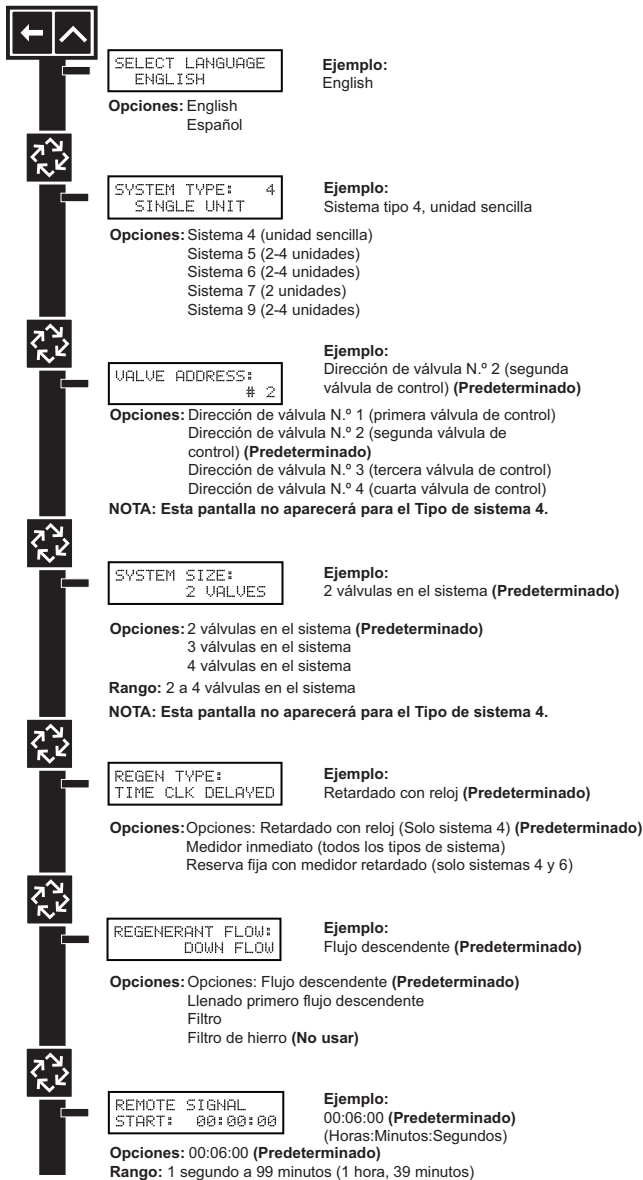 SELECT LANGUAGE
ENGLISH
Ejemplo:
English
Opciones: English
Español
SYSTEM TYPE: 4
SINGLE UNIT
Ejemplo:
Sistema tipo 4, unidad sencilla
Opciones: Sistema 4 (unidad sencilla)
Sistema 5 (2-4 unidades)
Sistema 6 (2-4 unidades)
Sistema 7 (2 unidades)
Sistema 9 (2-4 unidades)
VALVE ADDRESS:
# 2
Ejemplo:
Dirección de válvula N.º 2 (segunda
válvula de control) (Predeterminado)
Opciones: Dirección de válvula N.º 1 (primera válvula de control)
Dirección de válvula N.º 2 (segunda válvula de
control) (Predeterminado)
Dirección de válvula N.º 3 (tercera válvula de control)
Dirección de válvula N.º 4 (cuarta válvula de control)
NOTA: Esta pantalla no aparecerá para el Tipo de sistema 4.
SYSTEM SIZE:
2 VALVES
Ejemplo:
2 válvulas en el sistema (Predeterminado)
Opciones: 2 válvulas en el sistema (Predeterminado)
3 válvulas en el sistema
4 válvulas en el sistema
Rango: 2 a 4 válvulas en el sistema
NOTA: Esta pantalla no aparecerá para el Tipo de sistema 4.
REGEN TYPE:
TIME CLK DELAYED
Ejemplo:
Retardado con reloj (Predeterminado)
Opciones: Opciones: Retardado con reloj (Solo sistema 4) (Predeterminado)
Medidor inmediato (todos los tipos de sistema)
Reserva fija con medidor retardado (solo sistemas 4 y 6)
REGENERANT FLOW:
DOWN FLOW
Ejemplo:
Flujo descendente (Predeterminado)
Opciones: Opciones: Flujo descendente (Predeterminado)
Llenado primero flujo descendente
Filtro
Filtro de hierro (No usar)
REMOTE SIGNAL
START: 00:00:00
Ejemplo:
00:06:00 (Predeterminado)
(Horas:Minutos:Segundos)
Opciones: 00:06:00 (Predeterminado)
Rango: 1 segundo a 99 minutos (1 hora, 39 minutos)